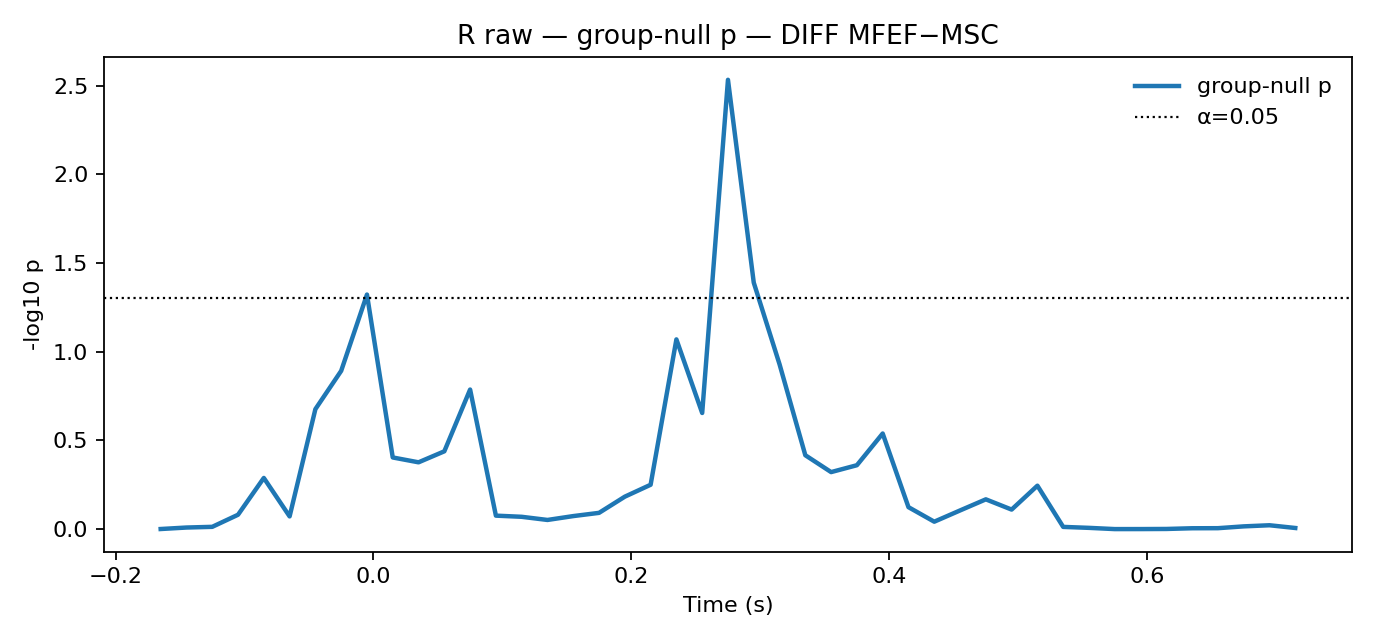 R raw — group-null p — DIFF MFEF−MSC
group-null p
α=0.05
-log10 p
2.5
2.0
1.5
1.0
0.5
0.0
−0.2
0.0
0.2
0.4
0.6
Time (s)